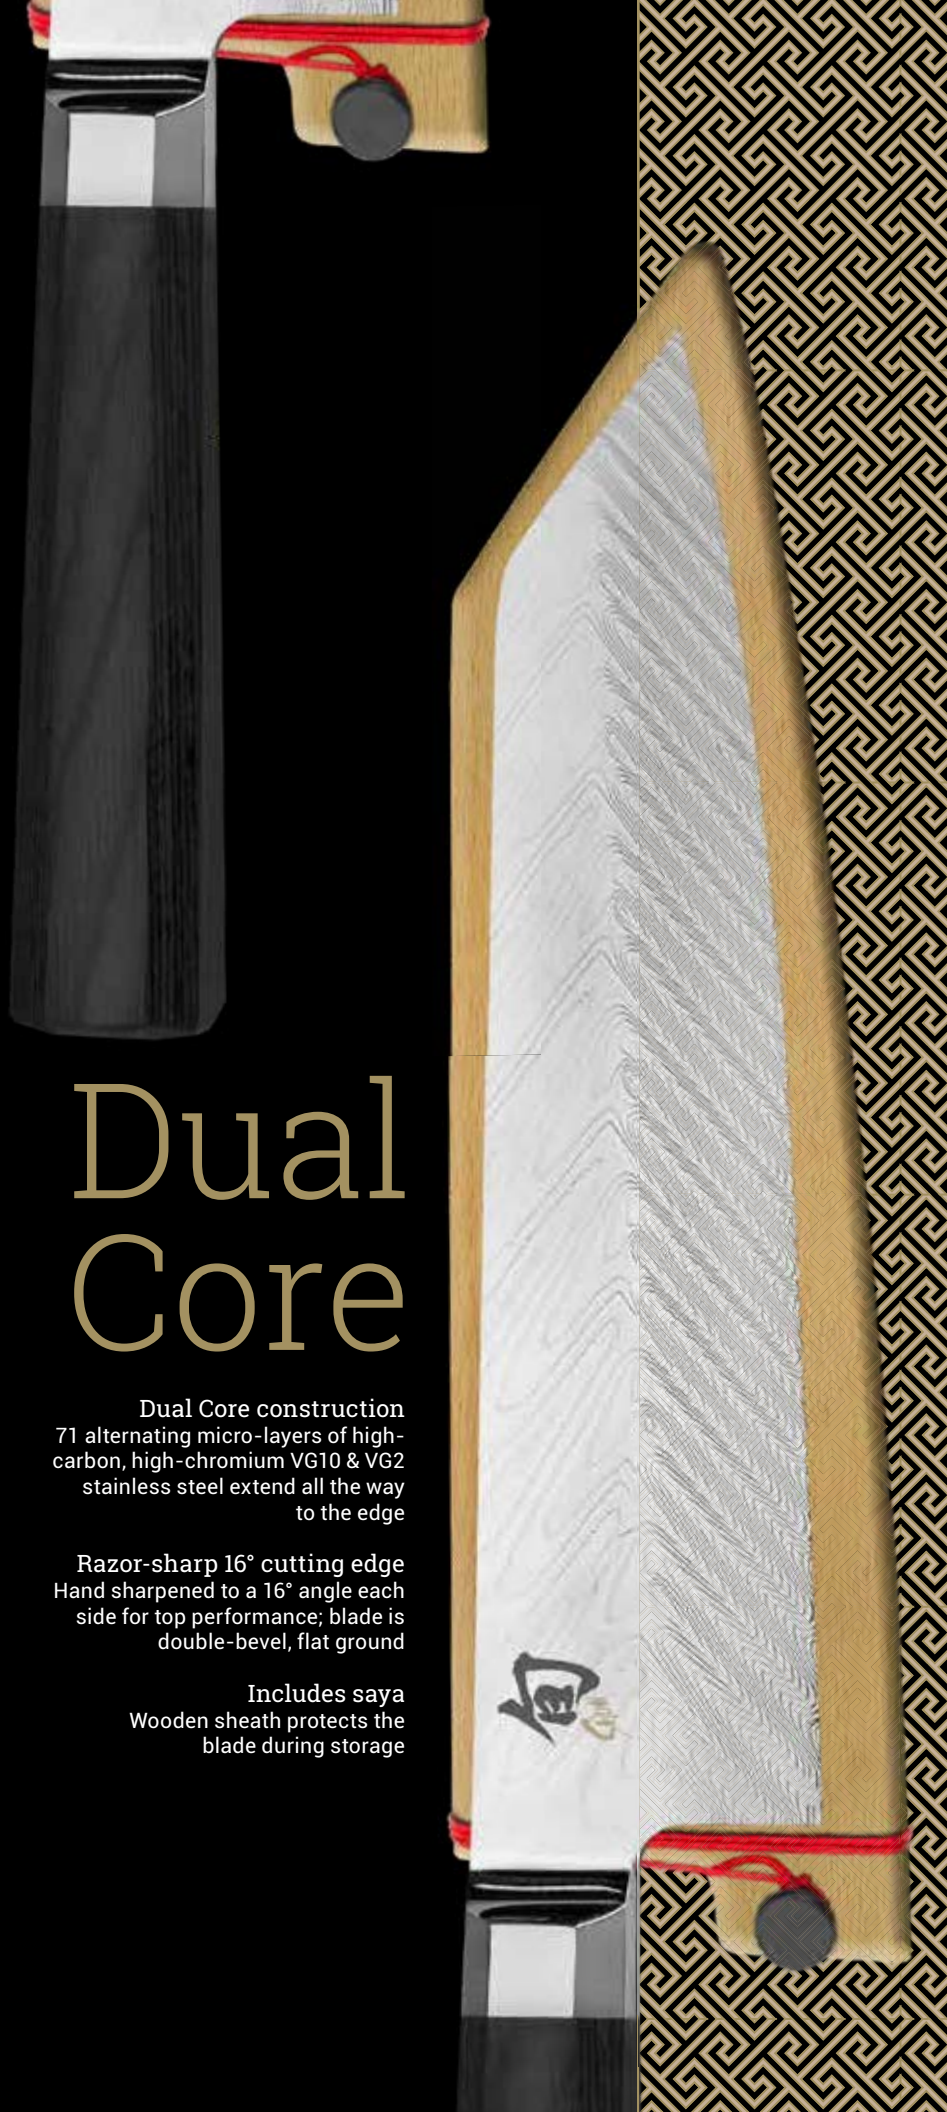 Dual
Core
Dual Core construction
71 alternating micro-layers of high-
carbon, high-chromium VG10 & VG2
stainless steel extend all the way
to the edge
Razor-sharp 16° cutting edge
Hand sharpened to a 16° angle each
side for top performance; blade is
double-bevel, flat ground
Includes saya
Wooden sheath protects the
blade during storage
旬